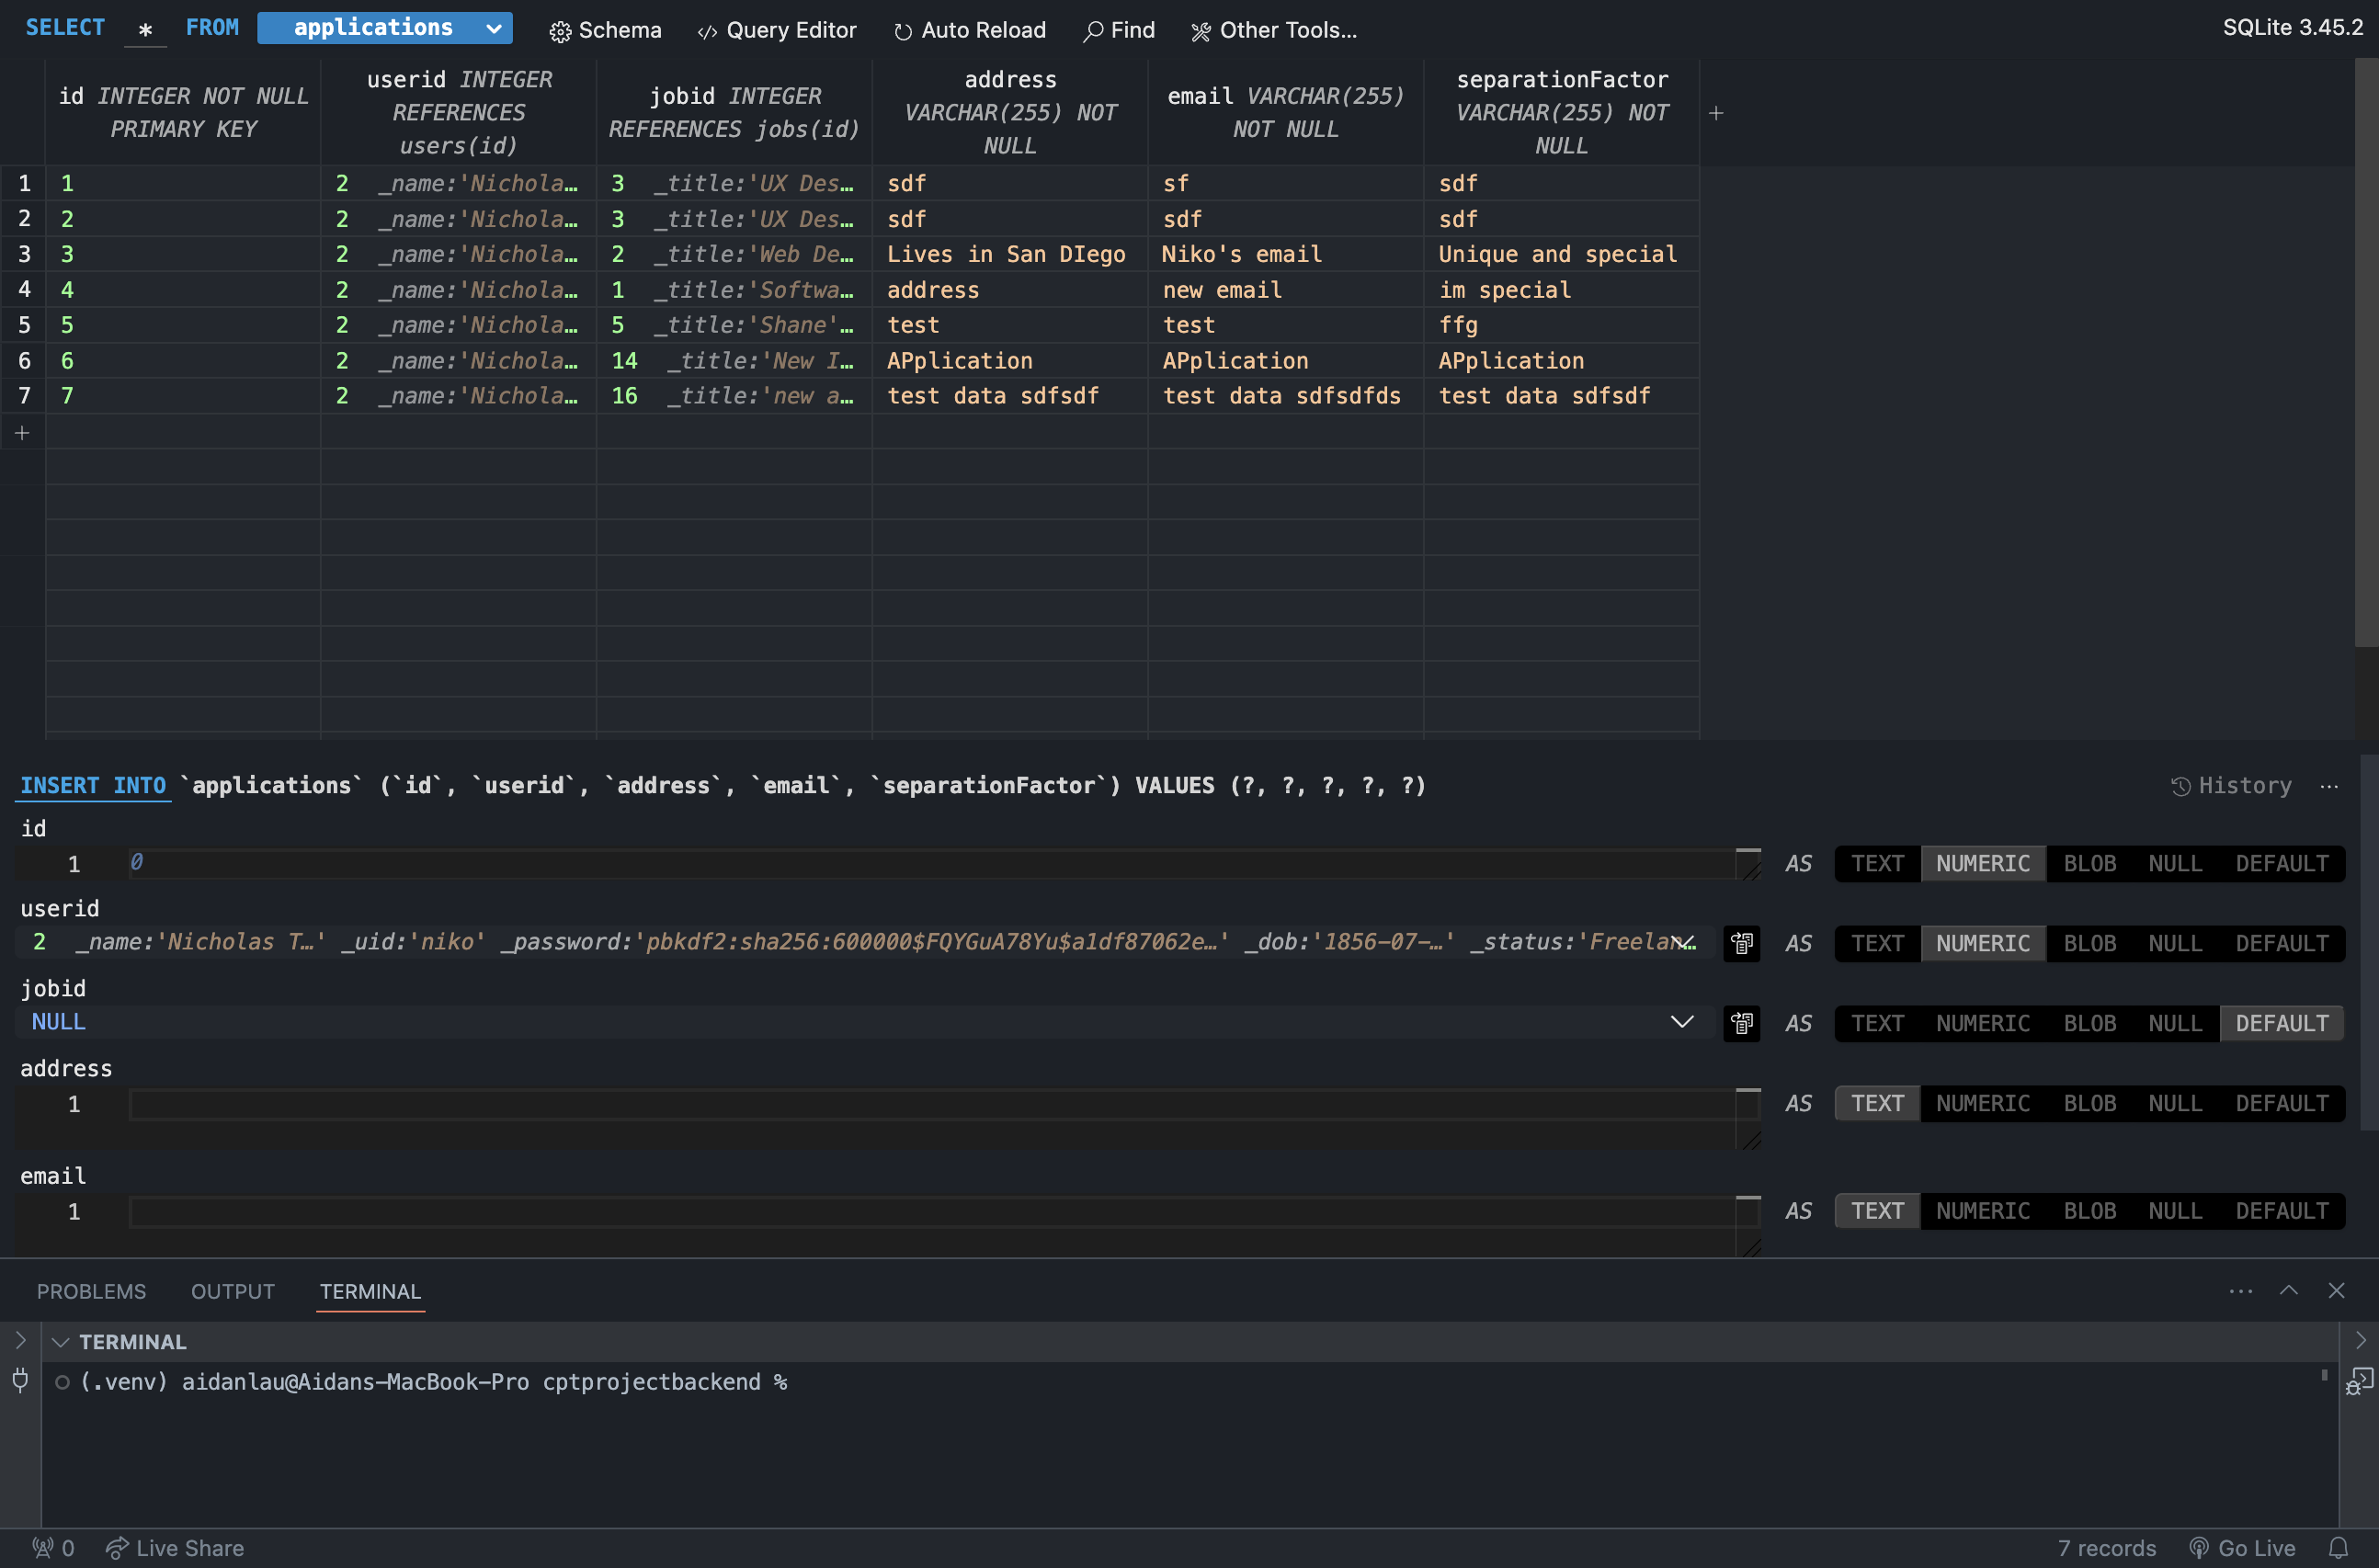 SELECT * FROM applications Schema Query Editor Auto Reload Find Other Tools... SQLite 3.45.2
id INTEGER NOT NULL PRIMARY KEY
userid INTEGER REFERENCES users(id)
jobid INTEGER REFERENCES jobs(id)
address VARCHAR(255) NOT NULL
email VARCHAR(255) NOT NULL
separationFactor VARCHAR(255) NOT NULL
+
1 1 2 _name:'Nichola… 3 _title:'UX Des… sdf sf sdf
2 2 2 _name:'Nichola… 3 _title:'UX Des… sdf sdf sdf
3 3 2 _name:'Nichola… 2 _title:'Web De… Lives in San DIego Niko's email Unique and special
4 4 2 _name:'Nichola… 1 _title:'Softwa… address new email im special
5 5 2 _name:'Nichola… 5 _title:'Shane'… test test ffg
6 6 2 _name:'Nichola… 14 _title:'New I… APplication APplication APplication
7 7 2 _name:'Nichola… 16 _title:'new a… test data sdfsdf test data sdfsdfds test data sdfsdf
+
INSERT INTO `applications` (`id`, `userid`, `address`, `email`, `separationFactor`) VALUES (?, ?, ?, ?, ?) History ···
id
1 0 AS TEXT NUMERIC BLOB NULL DEFAULT
userid
2 _name:'Nicholas T…' _uid:'niko' _password:'pbkdf2:sha256:600000$FQYGuA78Yu$a1df87062e…' _dob:'1856-07-…' _status:'Freelan… AS TEXT NUMERIC BLOB NULL DEFAULT
jobid
NULL AS TEXT NUMERIC BLOB NULL DEFAULT
address
1 AS TEXT NUMERIC BLOB NULL DEFAULT
email
1 AS TEXT NUMERIC BLOB NULL DEFAULT
PROBLEMS OUTPUT TERMINAL
TERMINAL
(.venv) aidanlau@Aidans-MacBook-Pro cptprojectbackend %
0 Live Share 7 records Go Live